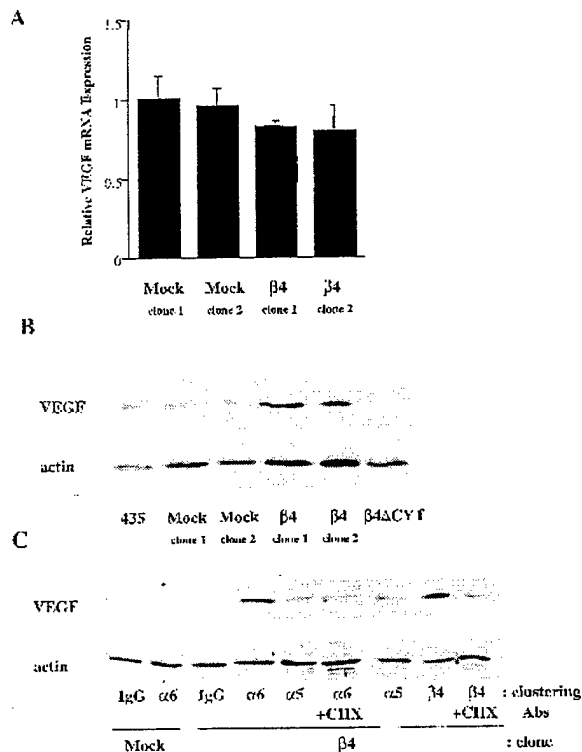 A
Relative VEGF mRNA Expression
1.5
1
0.5
0
Mock Mock β4 β4
clone 1 clone 2 clone 1 clone 2
B
VEGF
actin
435 Mock Mock β4 β4 β4ΔCYT
clone 1 clone 2 clone 1 clone 2
C
VEGF
actin
IgG α6 IgG α6 α5 α6 α5 β4 β4 : clustering
+CHX +CHX Abs
Mock β4 : clone